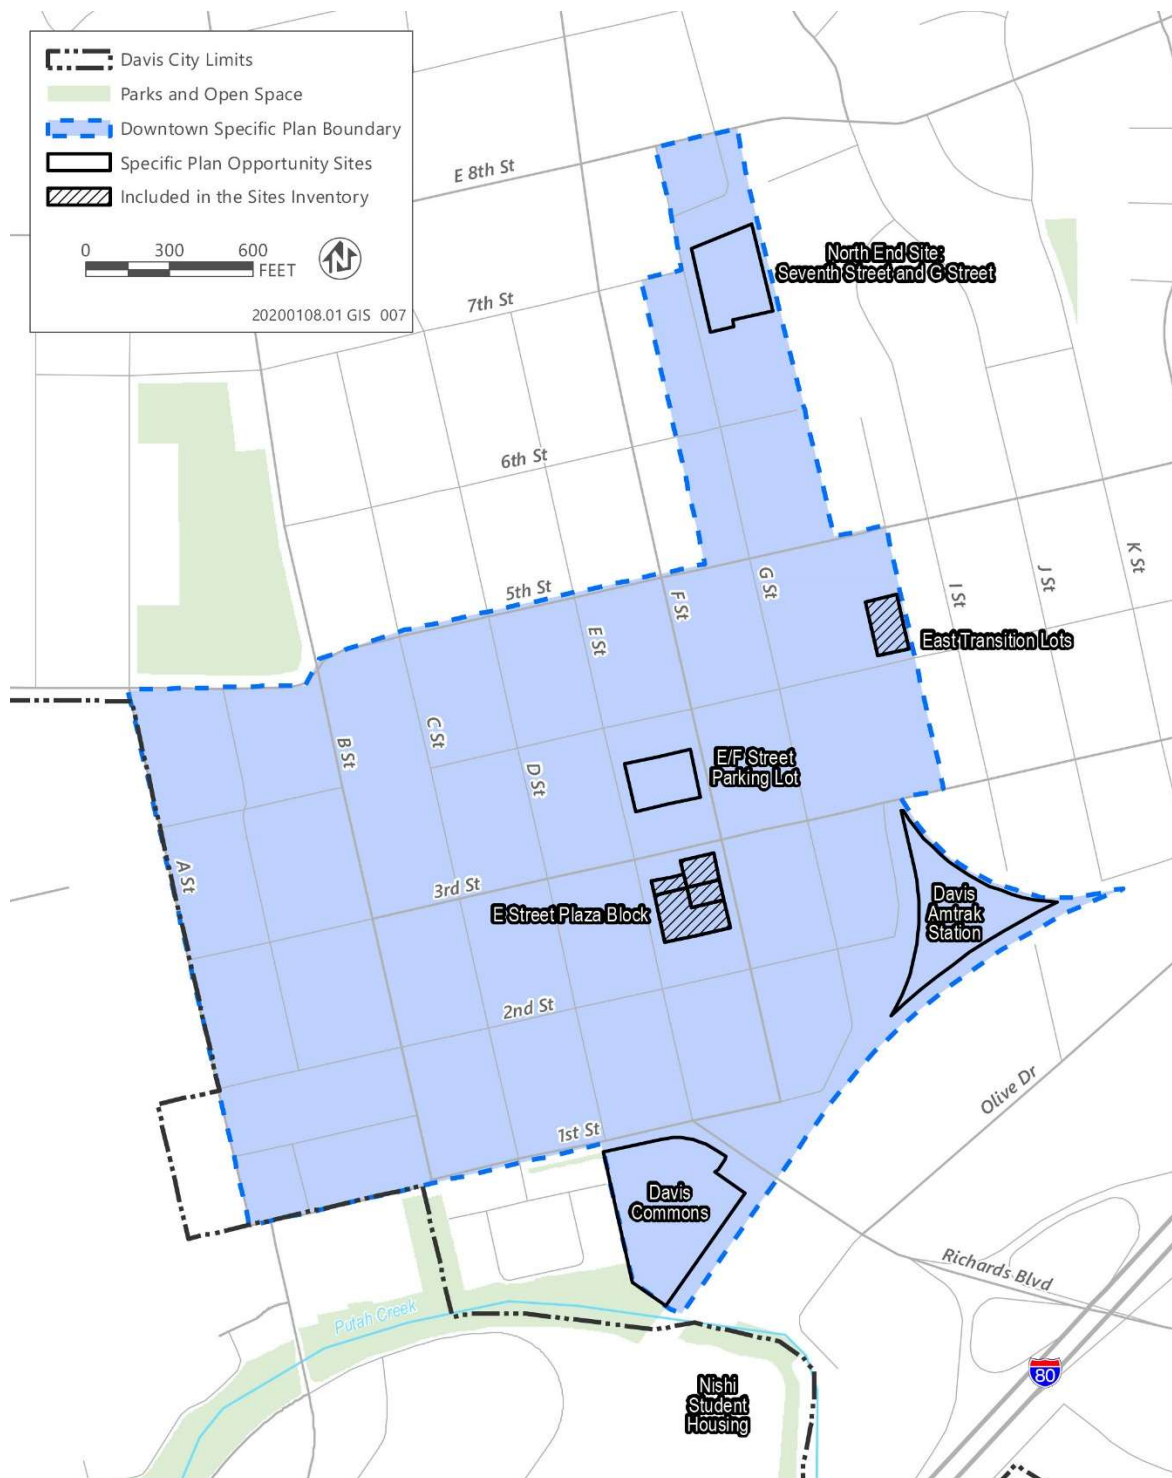 Davis City Limits
Parks and Open Space
Downtown Specific Plan Boundary
Specific Plan Opportunity Sites
Included in the Sites Inventory
0 300 600
FEET
N
20200108.01 GIS 007
E 8th St
North End Site:
Seventh Street and G Street
7th St
6th St
5th St
E St
F St
G St
I St
J St
K St
East Transition Lots
B St
C St
D St
E/F Street
Parking Lot
A St
3rd St
E Street Plaza Block
Davis
Amtrak
Station
2nd St
Olive Dr
1st St
Davis
Commons
Richards Blvd
Putah Creek
80
Nishi
Student
Housing